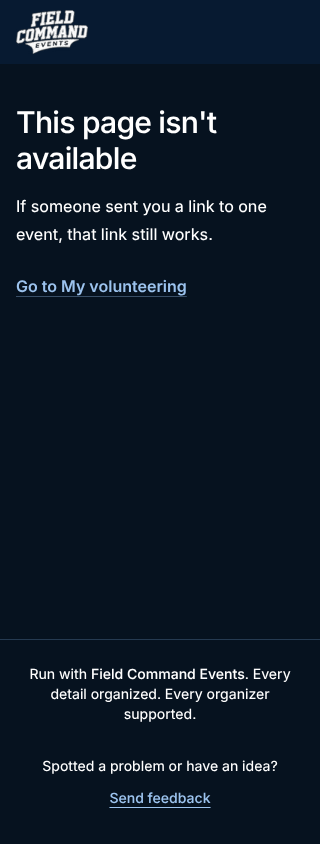 FIELD
COMMAND
EVENTS
This page isn't
available
If someone sent you a link to one
event, that link still works.
Go to My volunteering
Run with Field Command Events. Every
detail organized. Every organizer
supported.
Spotted a problem or have an idea?
Send feedback